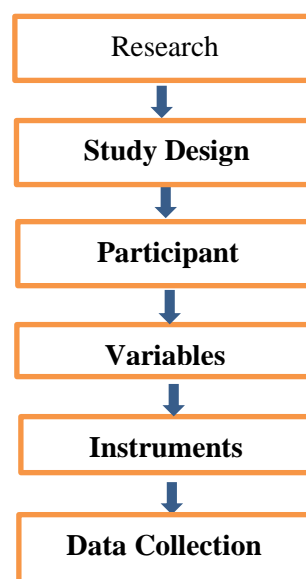 Research
Study Design
Participant
Variables
Instruments
Data Collection